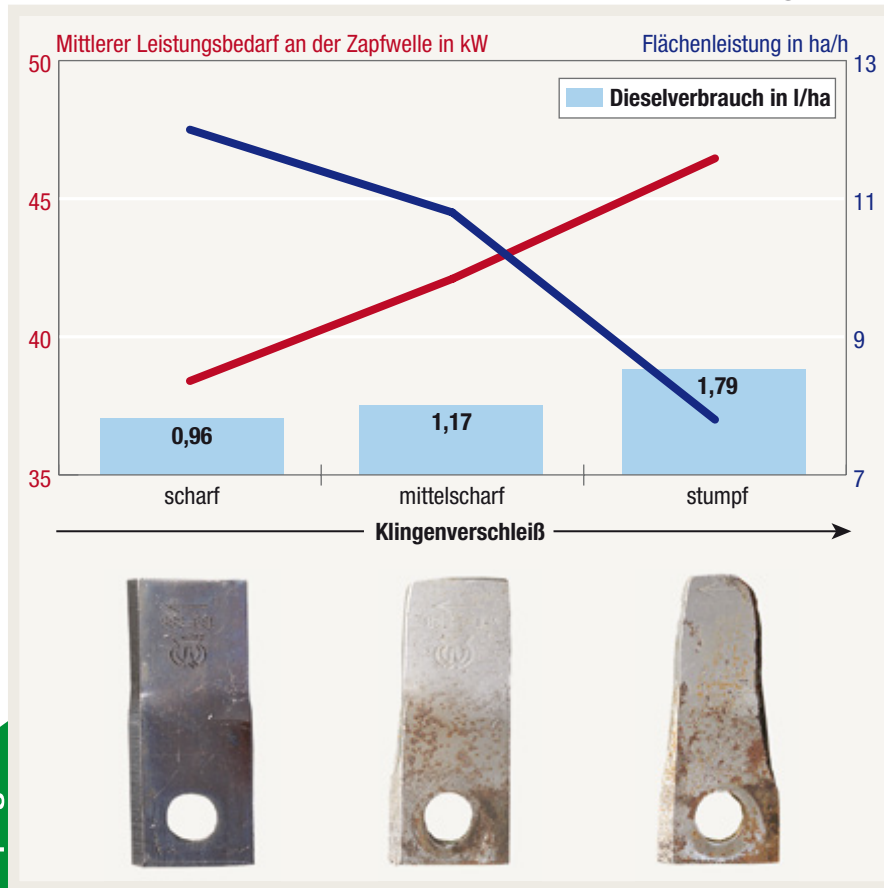 Mittlerer Leistungsbedarf an der Zapfwelle in kW
Flächenleistung in ha/h
50
13
Dieselverbrauch in l/ha
45
11
40
9
0,96
1,17
1,79
35
7
scharf
mittelscharf
stumpf
Klingenverschleiß